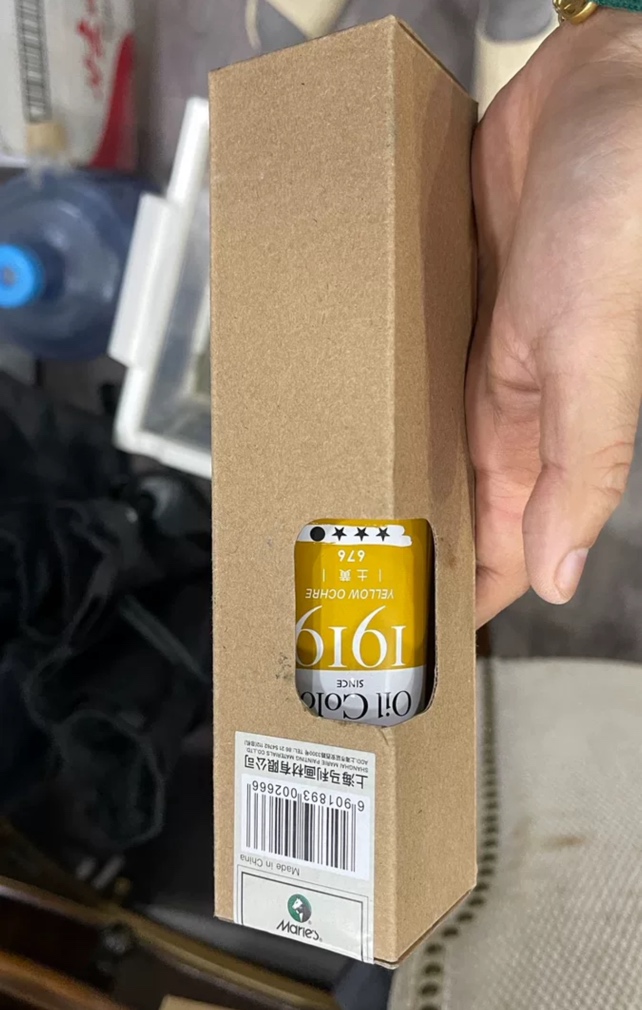 Marie's®
Made in China
6 901893 002666
上海马利画材有限公司
SHANGHAI MARIE PAINTING MATERIALS CO.,LTD.
Oil Colo
SINCE
1919
YELLOW OCHRE
| 土黄 |
676
★★★●